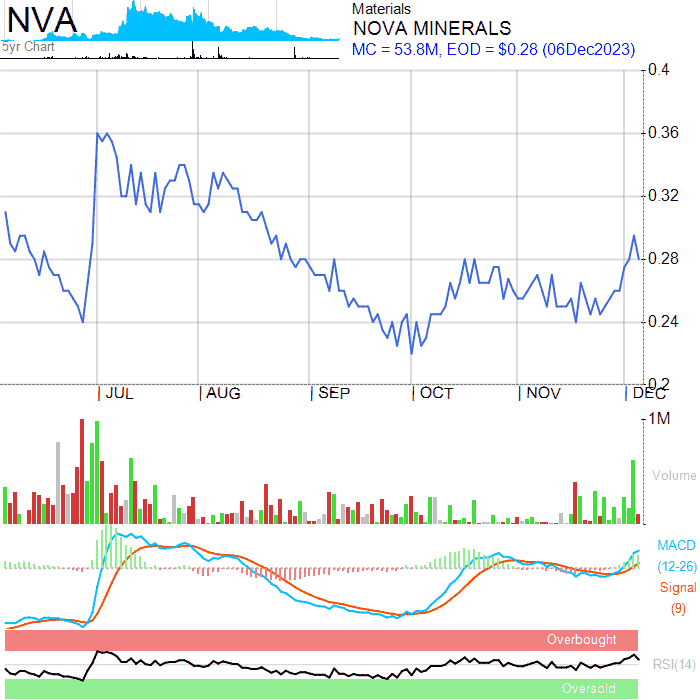 NVA
5yr Chart
Materials
NOVA MINERALS
MC = 53.8M, EOD = $0.28 (06Dec2023)
0.4
0.36
0.32
0.28
0.24
0.2
JUL
AUG
SEP
OCT
NOV
DEC
1M
Volume
MACD
(12-26)
Signal
(9)
Overbought
RSI(14)
Oversold